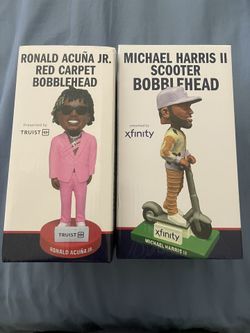 RONALD ACUÑA JR.
RED CARPET
BOBBLEHEAD
Presented by
TRUIST
TRUIST
RONALD ACUÑA JR.
MICHAEL HARRIS II
SCOOTER
BOBBLEHEAD
presented by
xfinity
xfinity
MICHAEL HARRIS II